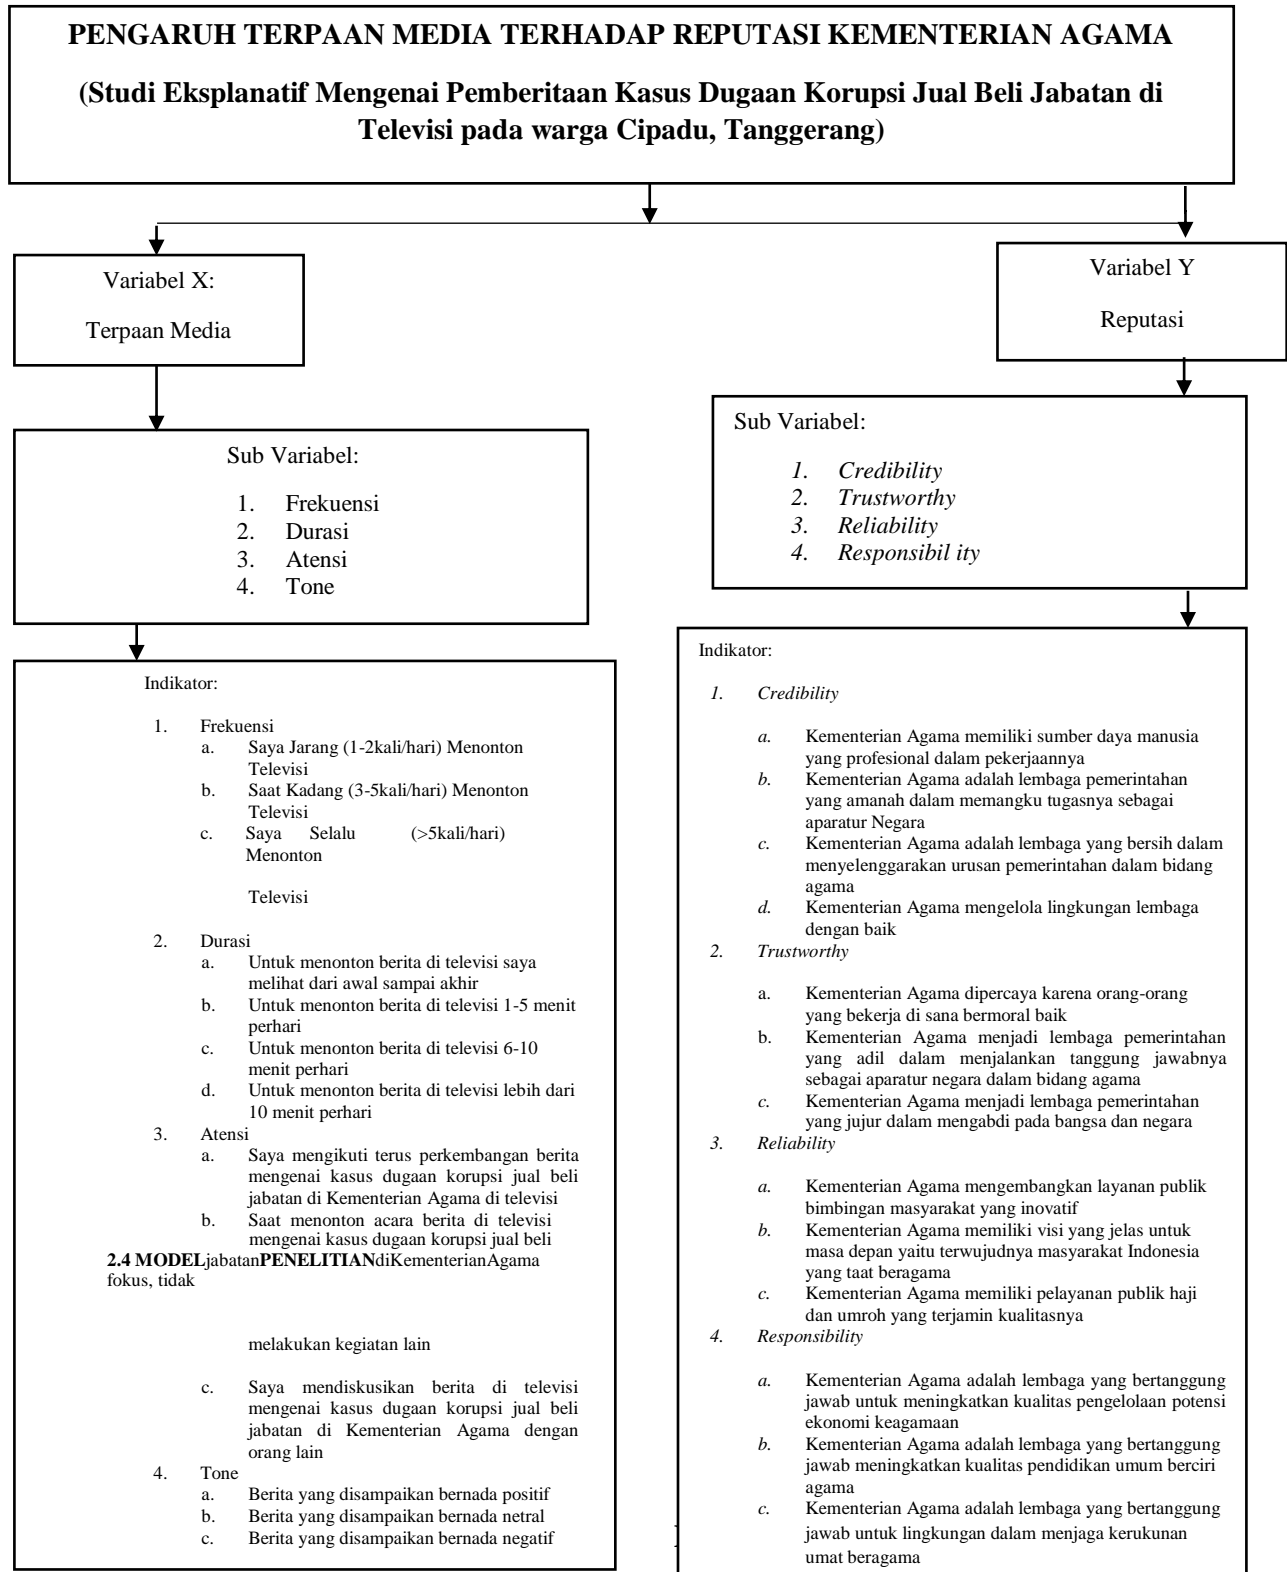 PENGARUH TERPAAN MEDIA TERHADAP REPUTASI KEMENTERIAN AGAMA
(Studi Eksplanatif Mengenai Pemberitaan Kasus Dugaan Korupsi Jual Beli Jabatan di
Televisi pada warga Cipadu, Tanggerang)
Variabel X:
Terpaan Media
Variabel Y
Reputasi
Sub Variabel:
1. Frekuensi
2. Durasi
3. Atensi
4. Tone
Sub Variabel:
1. Credibility
2. Trustworthy
3. Reliability
4. Responsibil ity
Indikator:
1. Frekuensi
a. Saya Jarang (1-2kali/hari) Menonton
Televisi
b. Saat Kadang (3-5kali/hari) Menonton
Televisi
c. Saya Selalu (>5kali/hari)
Menonton
Televisi
2. Durasi
a. Untuk menonton berita di televisi saya
melihat dari awal sampai akhir
b. Untuk menonton berita di televisi 1-5 menit
perhari
c. Untuk menonton berita di televisi 6-10
menit perhari
d. Untuk menonton berita di televisi lebih dari
10 menit perhari
3. Atensi
a. Saya mengikuti terus perkembangan berita
mengenai kasus dugaan korupsi jual beli
jabatan di Kementerian Agama di televisi
b. Saat menonton acara berita di televisi
mengenai kasus dugaan korupsi jual beli
2.4 MODELjabatanPENELITIANdiKementerianAgama
fokus, tidak
melakukan kegiatan lain
c. Saya mendiskusikan berita di televisi
mengenai kasus dugaan korupsi jual beli
jabatan di Kementerian Agama dengan
orang lain
4. Tone
a. Berita yang disampaikan bernada positif
b. Berita yang disampaikan bernada netral
c. Berita yang disampaikan bernada negatif
Indikator:
1. Credibility
a. Kementerian Agama memiliki sumber daya manusia
yang profesional dalam pekerjaannya
b. Kementerian Agama adalah lembaga pemerintahan
yang amanah dalam memangku tugasnya sebagai
aparatur Negara
c. Kementerian Agama adalah lembaga yang bersih dalam
menyelenggarakan urusan pemerintahan dalam bidang
agama
d. Kementerian Agama mengelola lingkungan lembaga
dengan baik
2. Trustworthy
a. Kementerian Agama dipercaya karena orang-orang
yang bekerja di sana bermoral baik
b. Kementerian Agama menjadi lembaga pemerintahan
yang adil dalam menjalankan tanggung jawabnya
sebagai aparatur negara dalam bidang agama
c. Kementerian Agama menjadi lembaga pemerintahan
yang jujur dalam mengabdi pada bangsa dan negara
3. Reliability
a. Kementerian Agama mengembangkan layanan publik
bimbingan masyarakat yang inovatif
b. Kementerian Agama memiliki visi yang jelas untuk
masa depan yaitu terwujudnya masyarakat Indonesia
yang taat beragama
c. Kementerian Agama memiliki pelayanan publik haji
dan umroh yang terjamin kualitasnya
4. Responsibility
a. Kementerian Agama adalah lembaga yang bertanggung
jawab untuk meningkatkan kualitas pengelolaan potensi
ekonomi keagamaan
b. Kementerian Agama adalah lembaga yang bertanggung
jawab meningkatkan kualitas pendidikan umum berciri
agama
c. Kementerian Agama adalah lembaga yang bertanggung
jawab untuk lingkungan dalam menjaga kerukunan
umat beragama